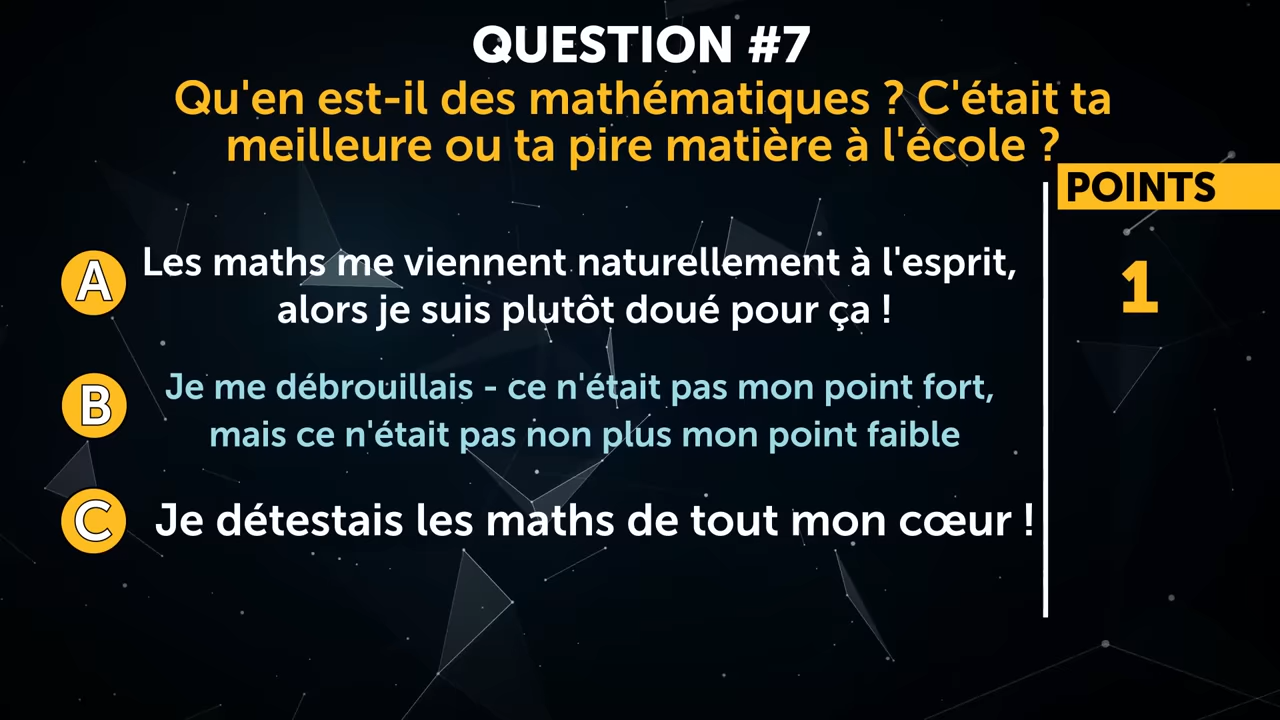 QUESTION #7
Qu'en est-il des mathématiques ? C'était ta
meilleure ou ta pire matière à l'école ?
POINTS
A
Les maths me viennent naturellement à l'esprit,
alors je suis plutôt doué pour ça !
1
B
Je me débrouillais - ce n'était pas mon point fort,
mais ce n'était pas non plus mon point faible
C
Je détestais les maths de tout mon cœur !